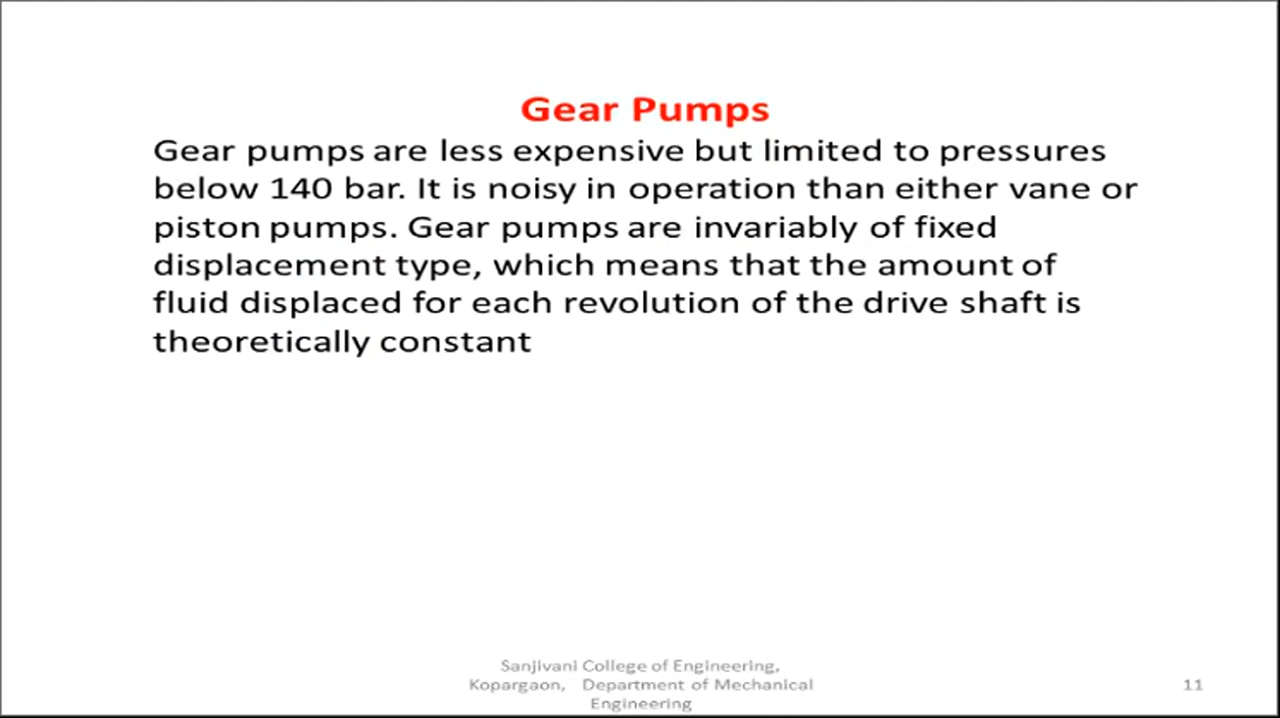 Gear Pumps
Gear pumps are less expensive but limited to pressures
below 140 bar. It is noisy in operation than either vane or
piston pumps. Gear pumps are invariably of fixed
displacement type, which means that the amount of
fluid displaced for each revolution of the drive shaft is
theoretically constant
Sanjivani College of Engineering,
Kopargaon, Department of Mechanical
Engineering
11